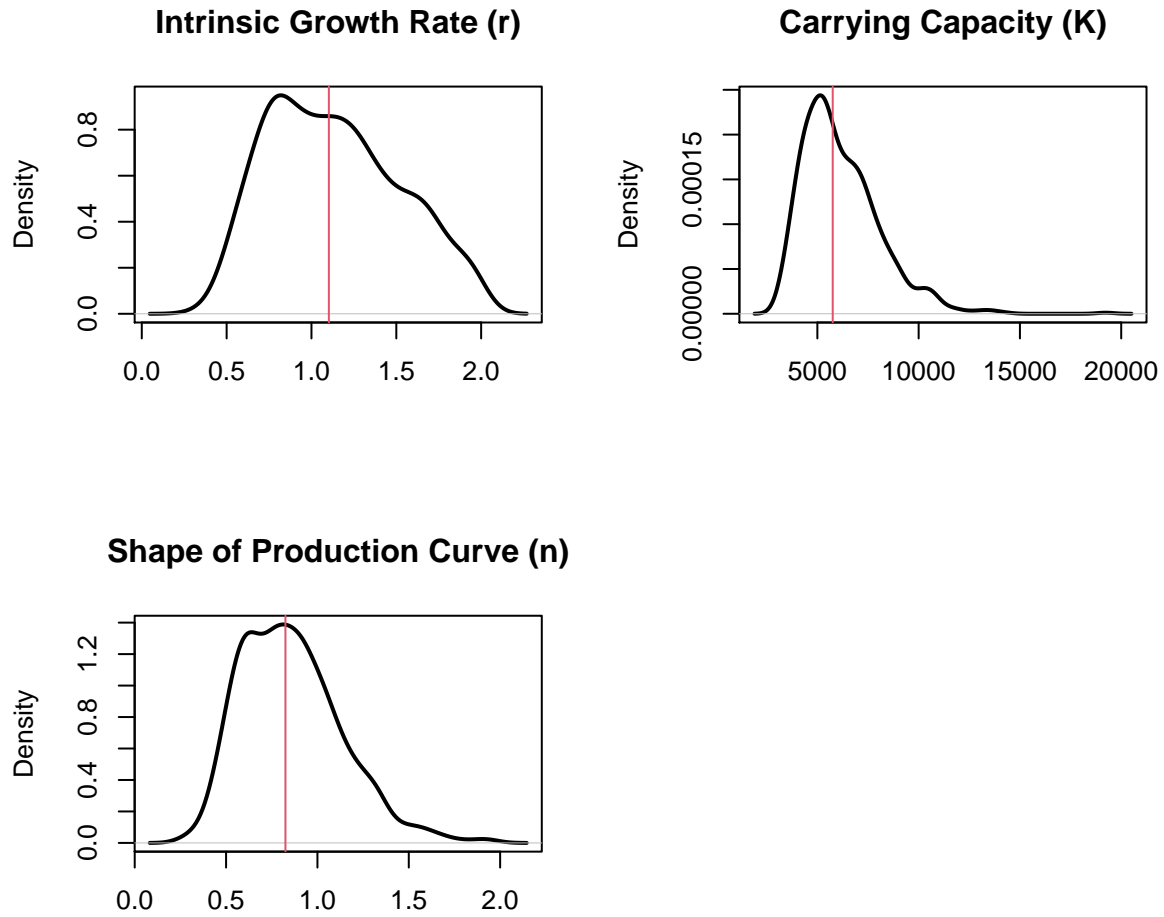 Intrinsic Growth Rate (r)
Density
0.0 0.4 0.8
0.0 0.5 1.0 1.5 2.0
Carrying Capacity (K)
Density
0.00000 0.00015
5000 10000 15000 20000
Shape of Production Curve (n)
Density
0.0 0.4 0.8 1.2
0.0 0.5 1.0 1.5 2.0